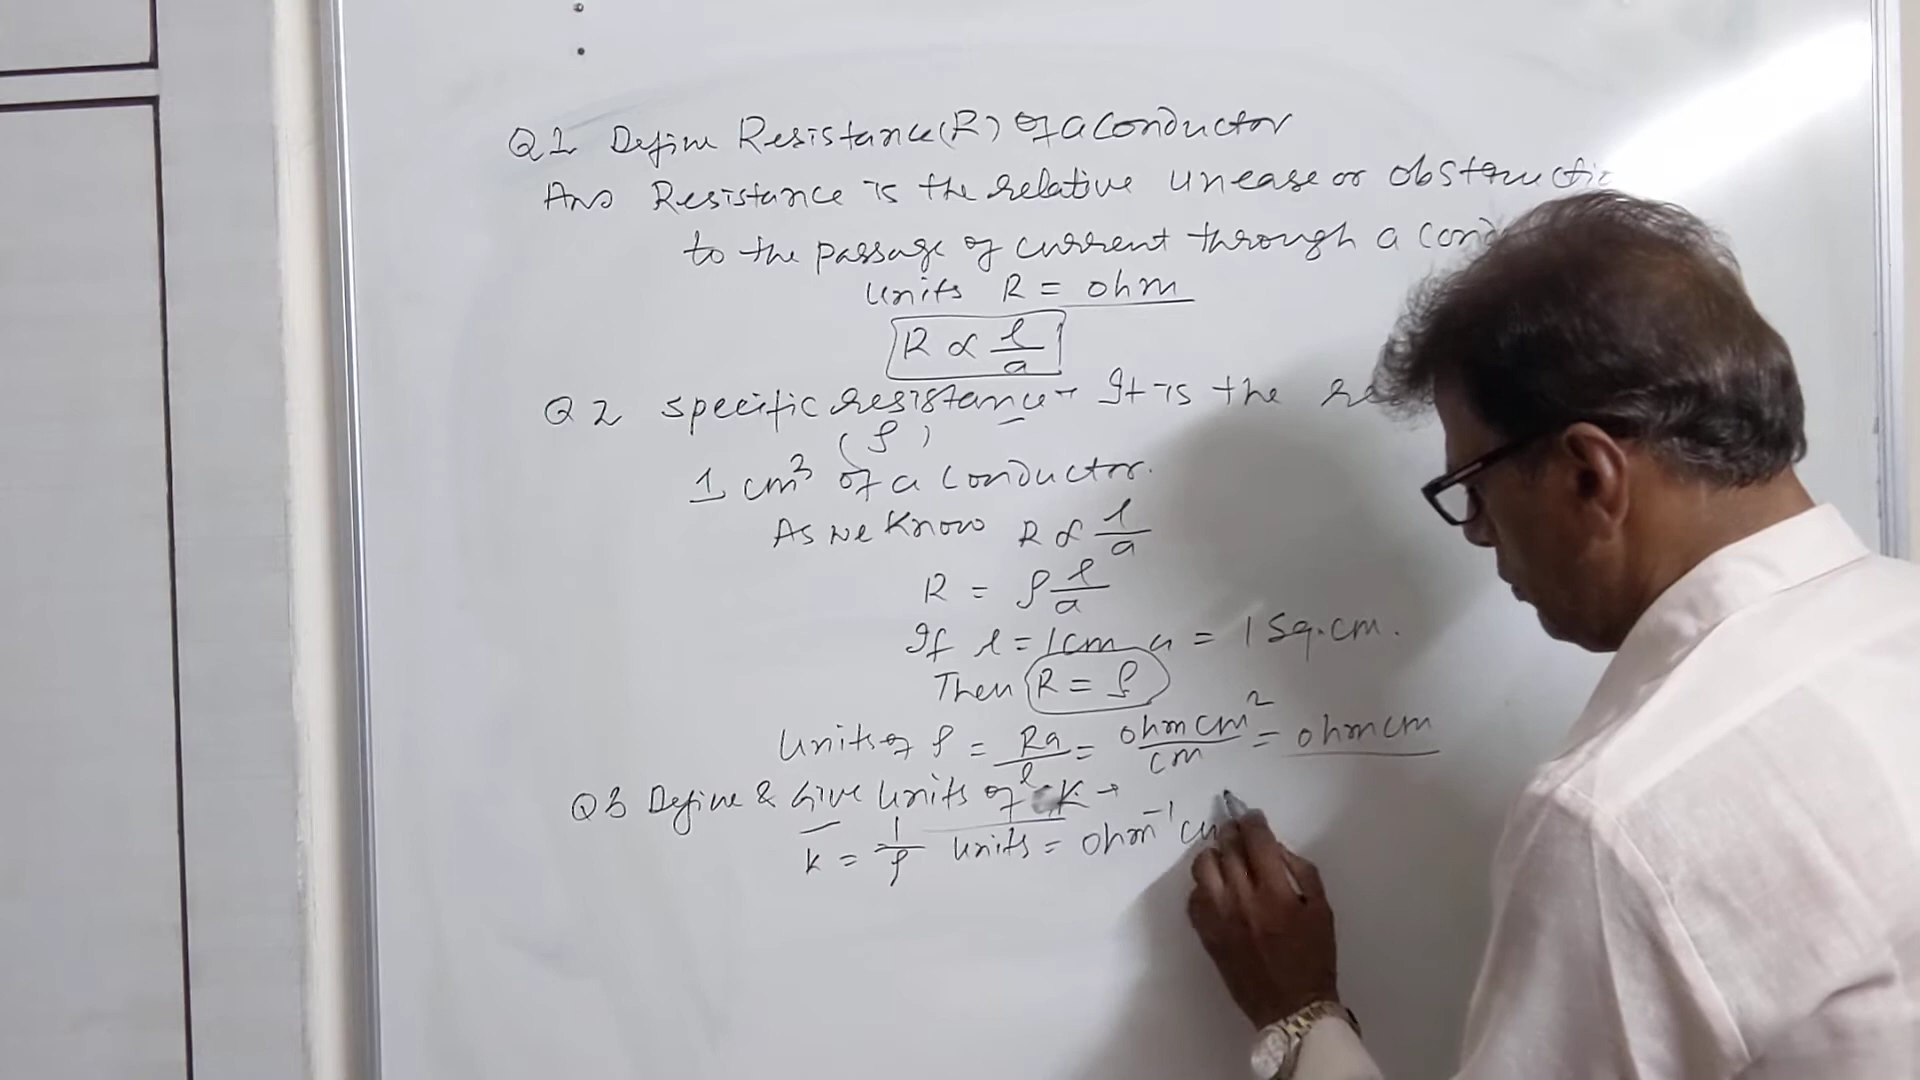 Q1 Define Resistance(R) of a conductor
Ans Resistance is the relative unease or obstructi
to the passage of current through a cond
units R = ohm
R ∝ l/a
Q2 specific resistance- It is the re
(ρ)
1 cm³ of a conductor.
As we know R ∝ l/a
R = ρ l/a
If l = 1cm a = 1 Sq.cm.
Then R = ρ
Units of ρ = Ra/l = ohm cm²/cm = ohm cm
Q3 Define & Give Units of K →
k = 1/ρ units = ohm⁻¹ cm